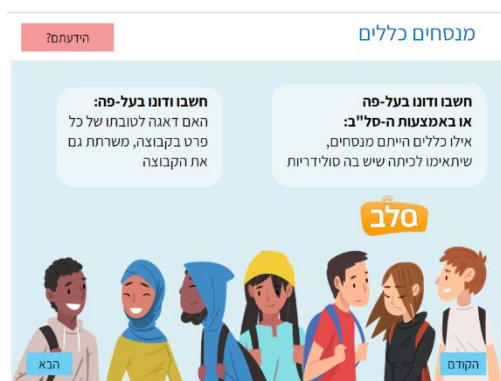 מנסחים כללים
הידעתם?
חשבו ודונו בעל-פה
או באמצעות ה-סל"ב:
אילו כללים הייתם מנסחים,
שיתאימו לכיתה שיש בה סולידריות
סלב
חשבו ודונו בעל-פה:
האם דאגה לטובתו של כל
פרט בקבוצה, משרתת גם
את הקבוצה
הקודם
הבא